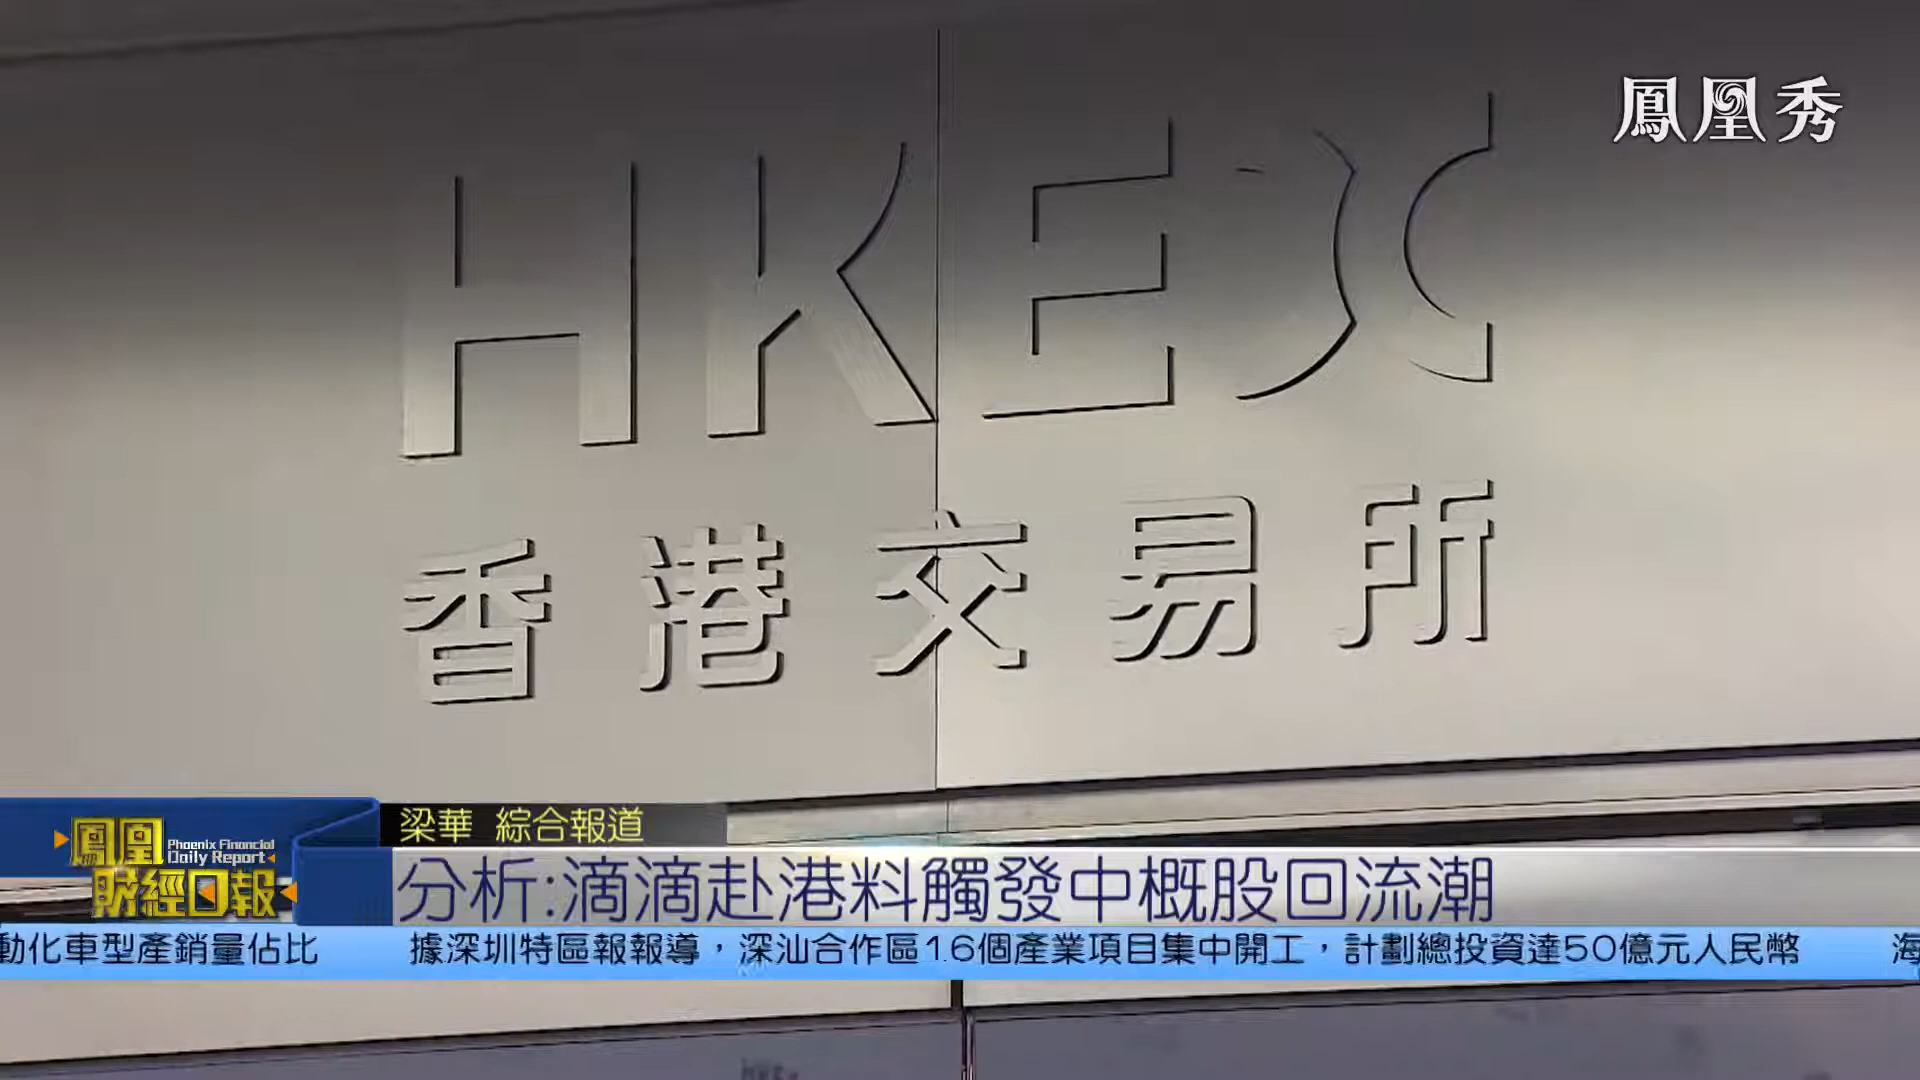 鳳凰秀
HKEX
香港交易所
梁華 綜合報道
鳳凰
Phoenix Financial
Daily Report
財經日報
分析:滴滴赴港料觸發中概股回流潮
動化車型產銷量佔比 據深圳特區報報導，深汕合作區16個產業項目集中開工，計劃總投資達50億元人民幣 海